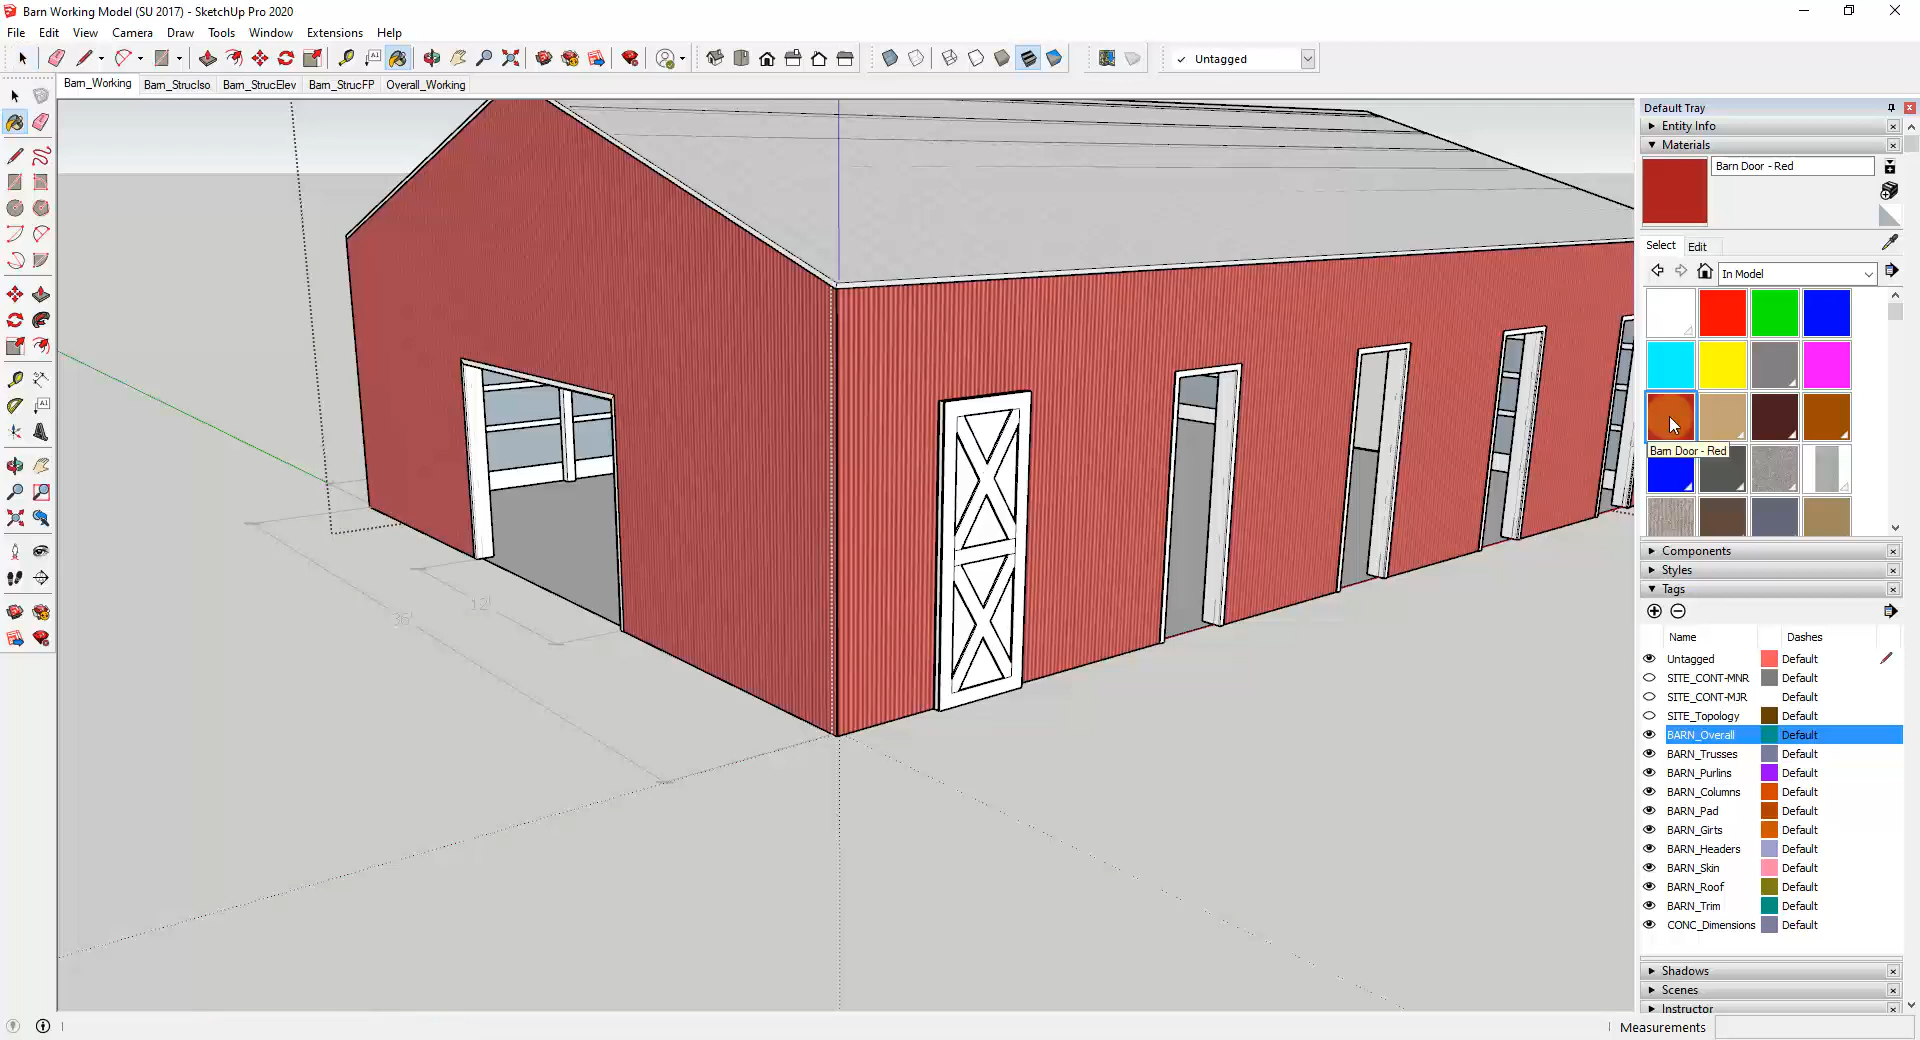 Barn Working Model (SU 2017) - SketchUp Pro 2020
File Edit View Camera Draw Tools Window Extensions Help
Untagged
Barn_Working Barn_StrucIso Barn_StrucElev Barn_StrucFP Overall_Working
Default Tray
Entity Info
Materials
Barn Door - Red
Select Edit
In Model
Barn Door - Red
36'
12'
Components
Styles
Tags
Name Dashes
Untagged Default
SITE_CONT-MNR Default
SITE_CONT-MJR Default
SITE_Topology Default
BARN_Overall Default
BARN_Trusses Default
BARN_Purlins Default
BARN_Columns Default
BARN_Pad Default
BARN_Girts Default
BARN_Headers Default
BARN_Skin Default
BARN_Roof Default
BARN_Trim Default
CONC_Dimensions Default
Shadows
Scenes
Instructor
Measurements